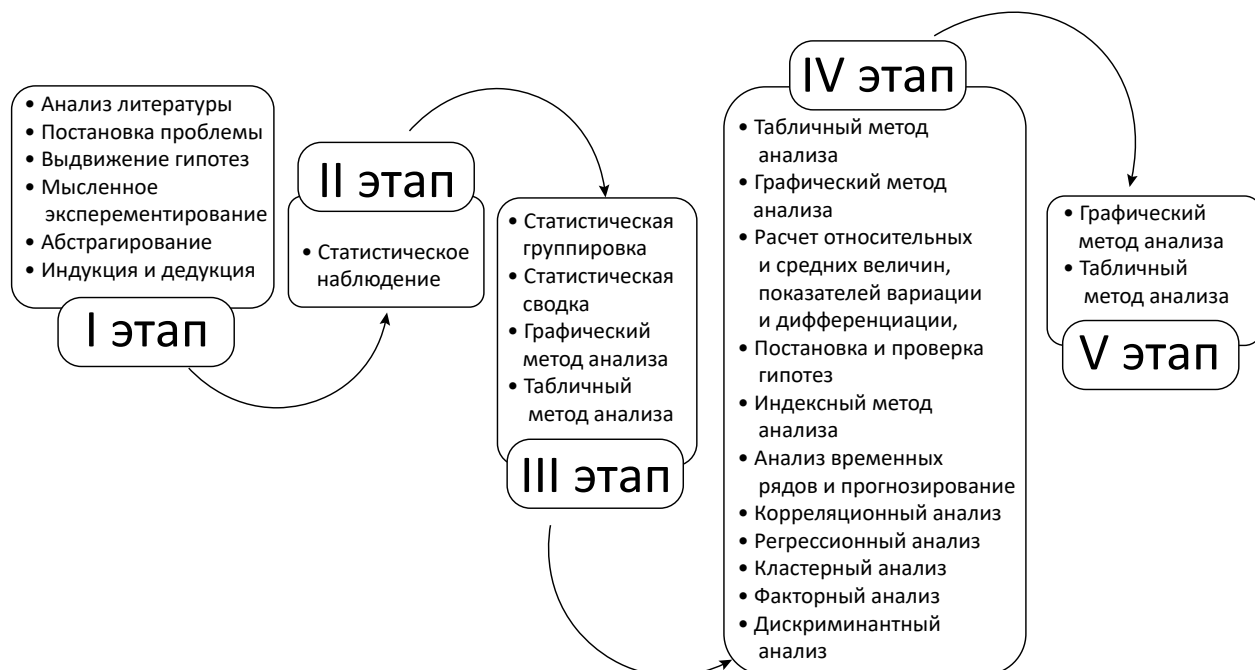 • Анализ литературы
• Постановка проблемы
• Выдвижение гипотез
• Мысленное
эксперементирование
• Абстрагирование
• Индукция и дедукция
I этап
II этап
• Статистическое
наблюдение
• Статистическая
группировка
• Статистическая
сводка
• Графический
метод анализа
• Табличный
метод анализа
III этап
IV этап
• Табличный метод
анализа
• Графический метод
анализа
• Расчет относительных
и средних величин,
показателей вариации
и дифференциации,
• Постановка и проверка
гипотез
• Индексный метод
анализа
• Анализ временных
рядов и прогнозирование
• Корреляционный анализ
• Регрессионный анализ
• Кластерный анализ
• Факторный анализ
• Дискриминантный
анализ
• Графический
метод анализа
• Табличный
метод анализа
V этап